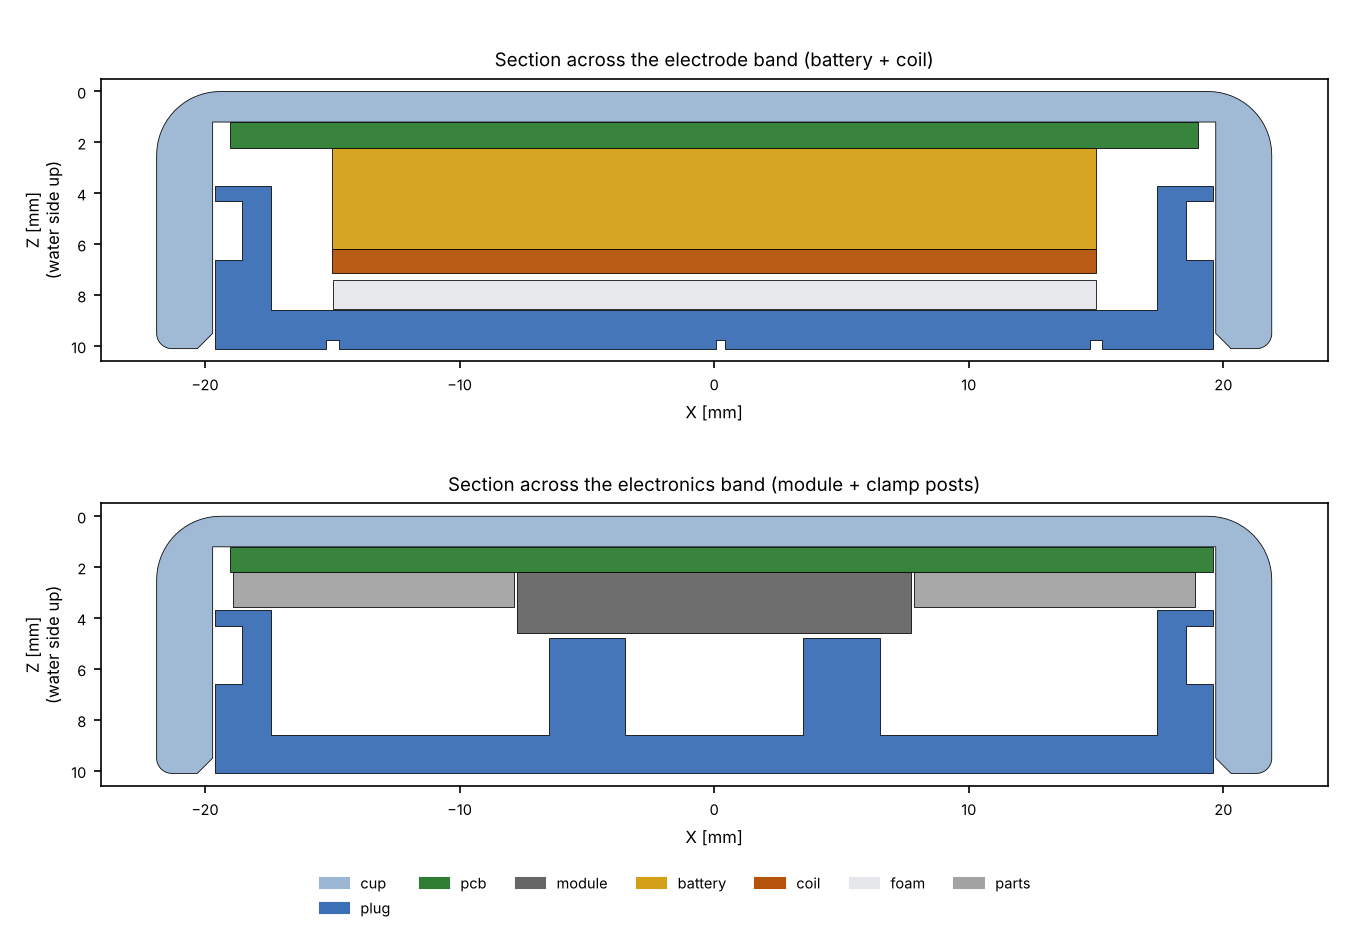 Section across the electrode band (battery + coil)
0
2
4
6
8
10
Z [mm]
(water side up)
−20
−10
0
10
20
X [mm]
Section across the electronics band (module + clamp posts)
0
2
4
6
8
10
Z [mm]
(water side up)
−20
−10
0
10
20
X [mm]
cup pcb module battery coil foam parts
plug